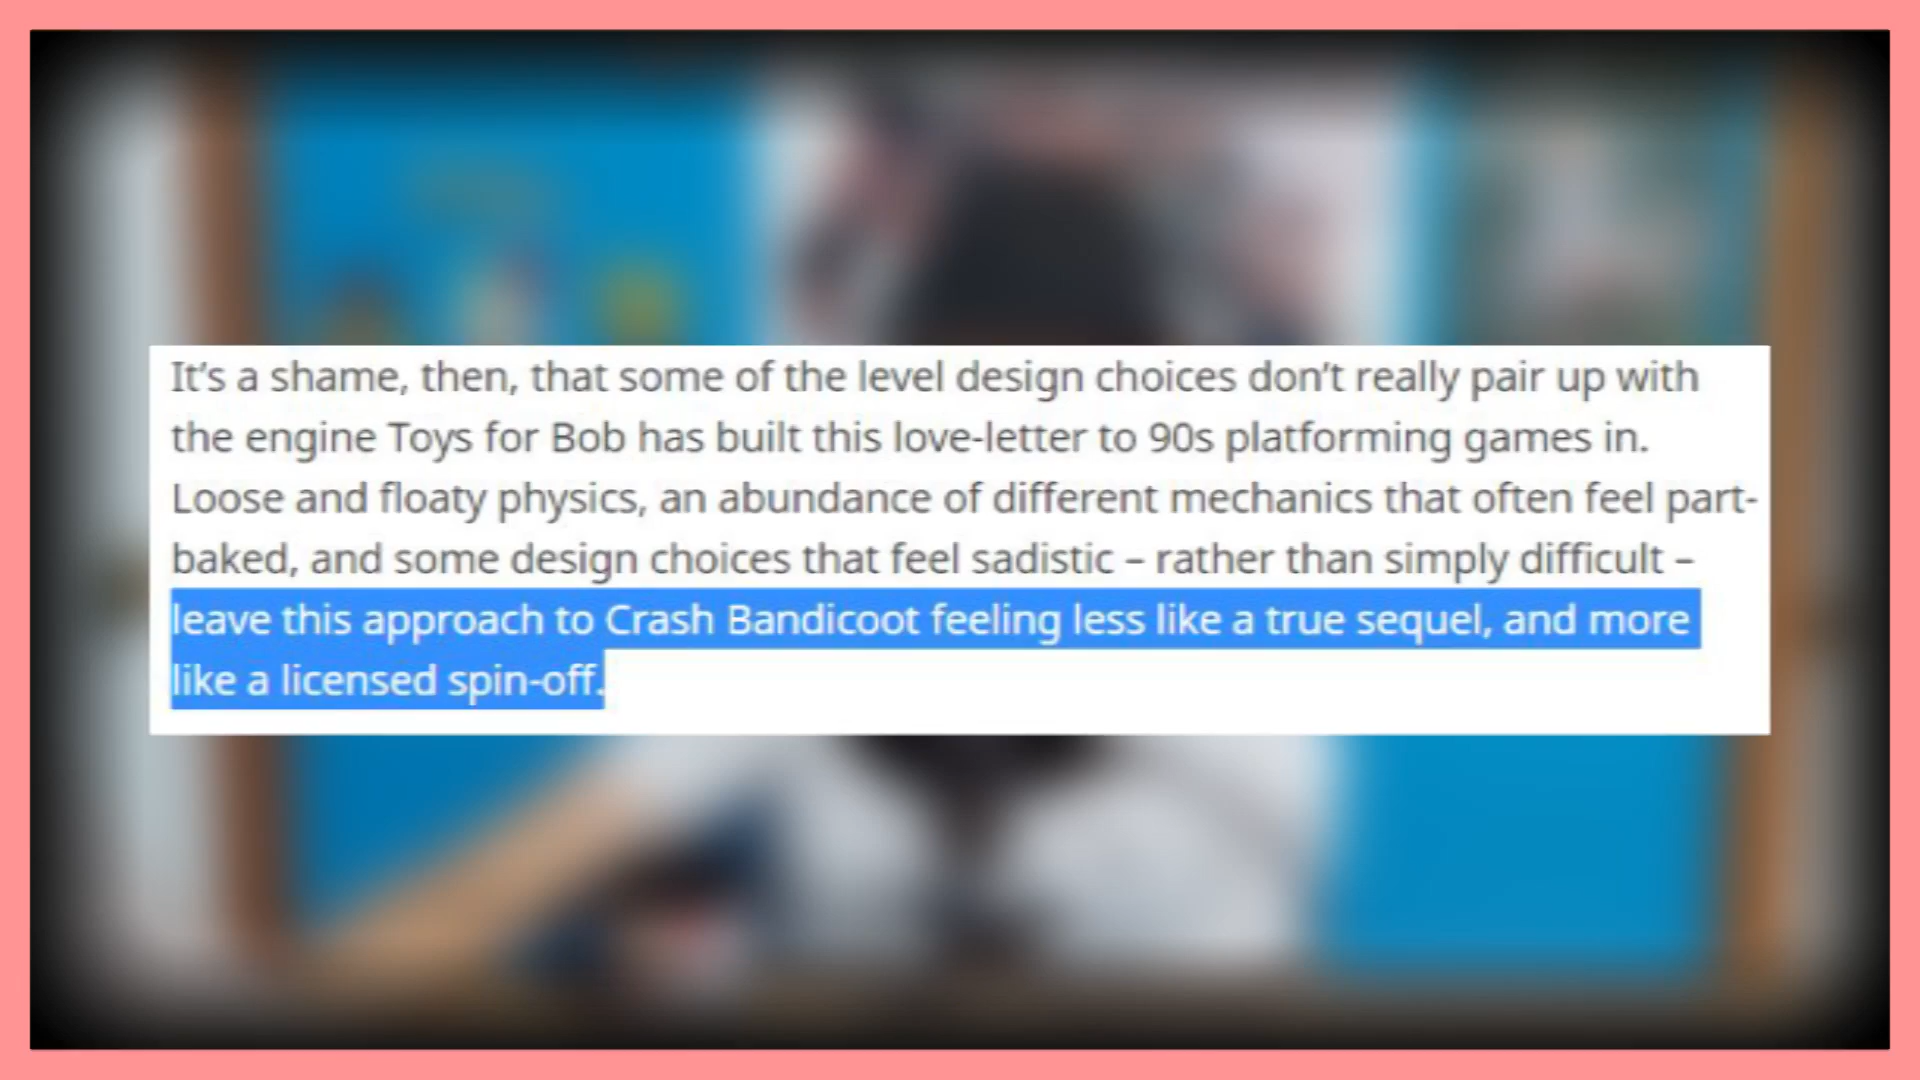 It’s a shame, then, that some of the level design choices don’t really pair up with
the engine Toys for Bob has built this love-letter to 90s platforming games in.
Loose and floaty physics, an abundance of different mechanics that often feel part-
baked, and some design choices that feel sadistic – rather than simply difficult –
leave this approach to Crash Bandicoot feeling less like a true sequel, and more
like a licensed spin-off.